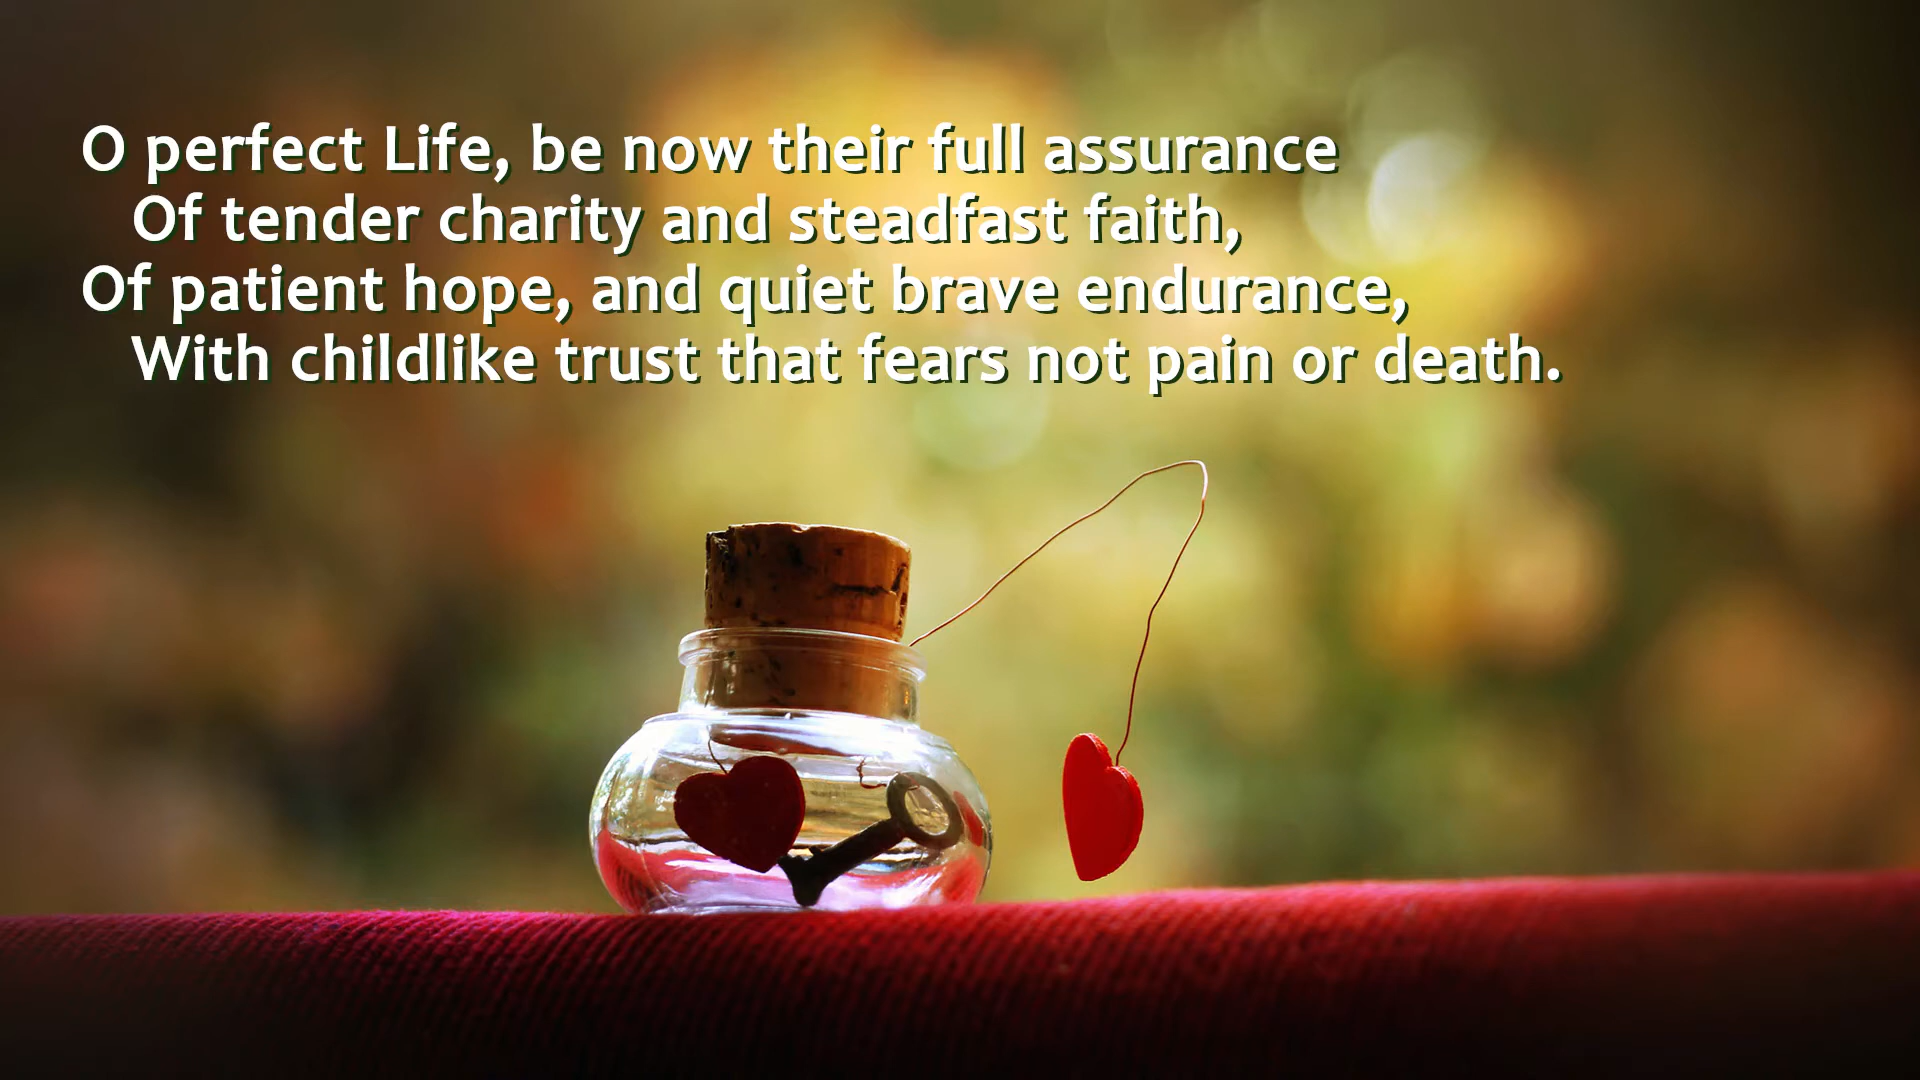 O perfect Life, be now their full assurance
Of tender charity and steadfast faith,
Of patient hope, and quiet brave endurance,
With childlike trust that fears not pain or death.